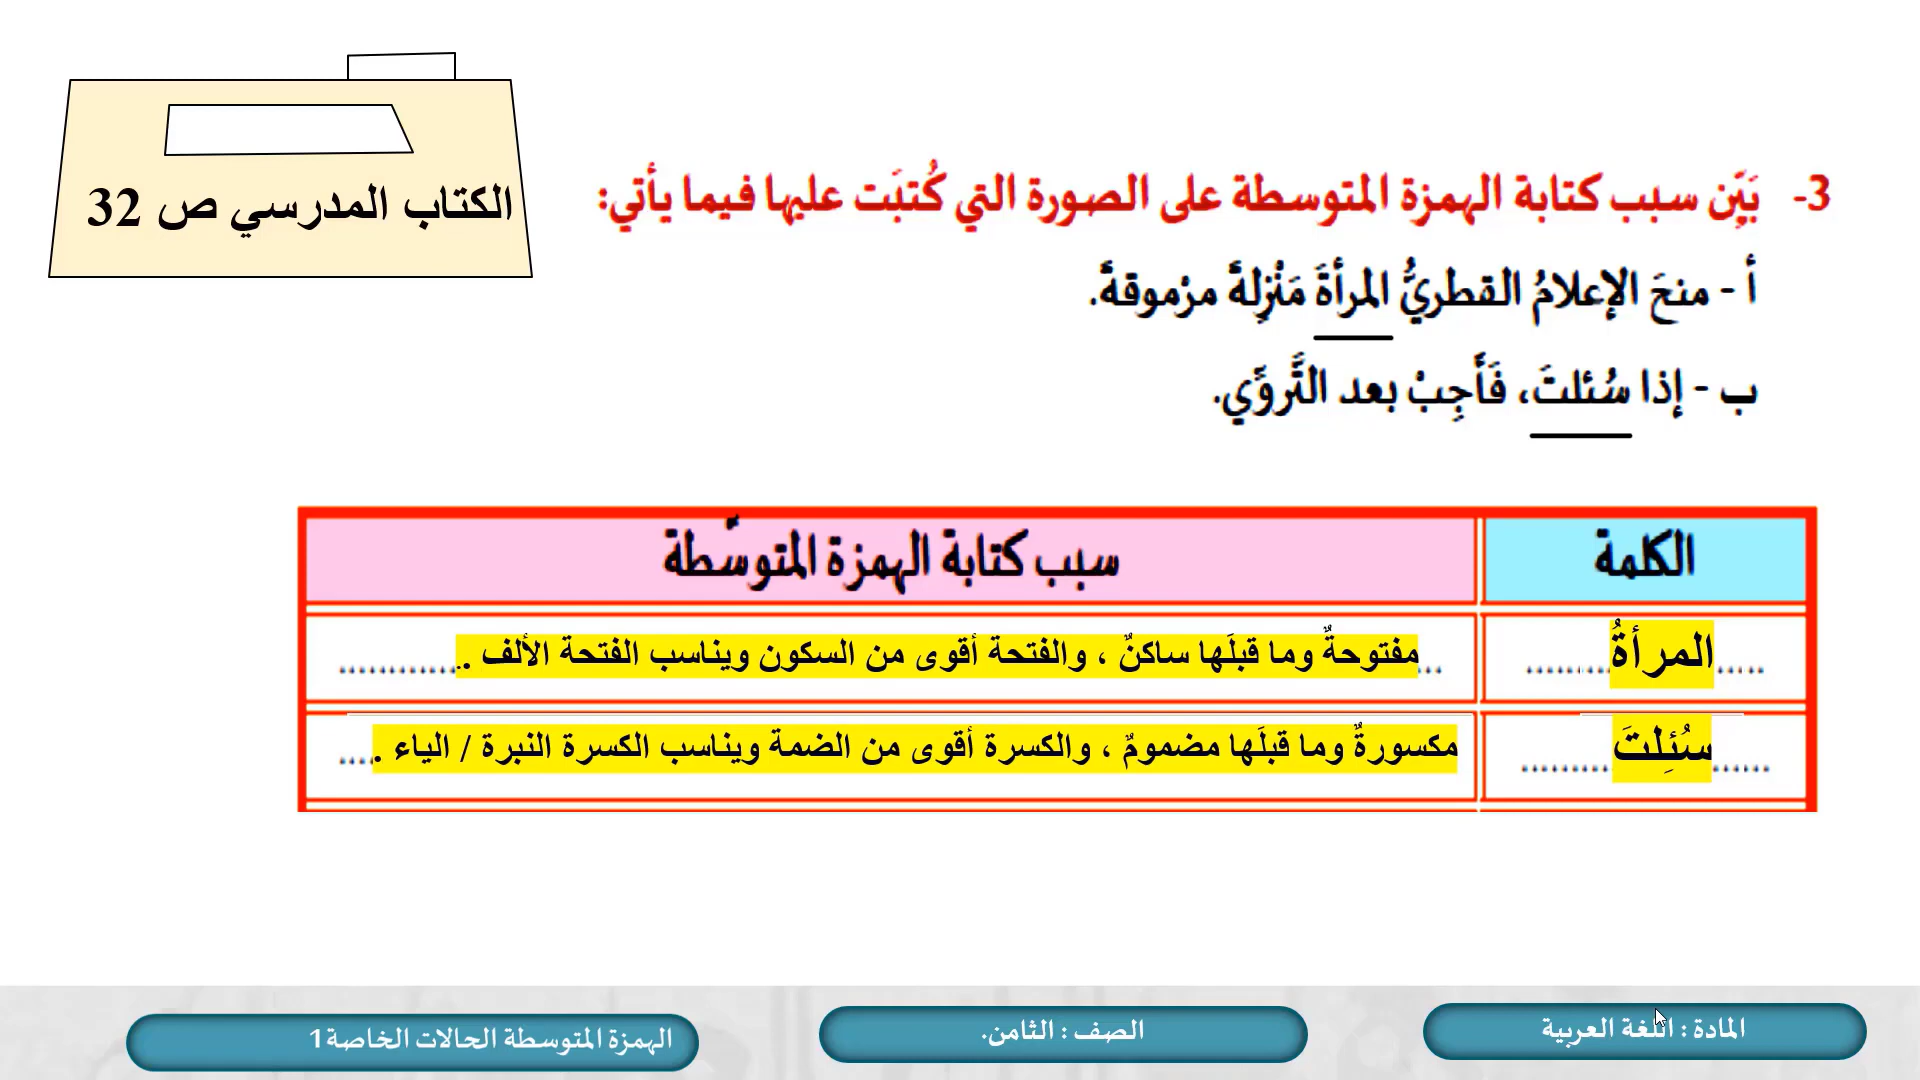 الكتاب المدرسي ص 32
3- بَيِّن سبب كتابة الهمزة المتوسطة على الصورة التي كُتبَت عليها فيما يأتي:
أ - منحَ الإعلامُ القطريُّ المرأةَ مَنْزِلةً مرْموقةً.
ب - إذا سُئلتَ، فَأَجِبْ بعد التَّروَّي.
الكلمة سبب كتابة الهمزة المتوسّطة
المرأةُ مفتوحةٌ وما قبلَها ساكنٌ ، والفتحة أقوى من السكون ويناسب الفتحة الألف .
سُئِلتَ مكسورةٌ وما قبلَها مضمومٌ ، والكسرة أقوى من الضمة ويناسب الكسرة النبرة / الياء .
المادة : اللغة العربية
الصف : الثامن.
الهمزة المتوسطة الحالات الخاصة1